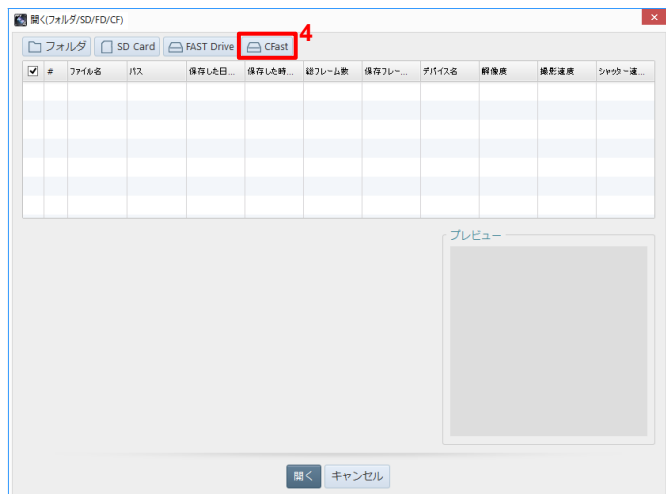 開く(フォルダ/SD/FD/CF)
フォルダ SD Card FAST Drive CFast 4
# ファイル名 パス 保存した日... 保存した時... 総フレーム数 保存フレー... デバイス名 解像度 撮影速度 シャッター速...
プレビュー
開く キャンセル